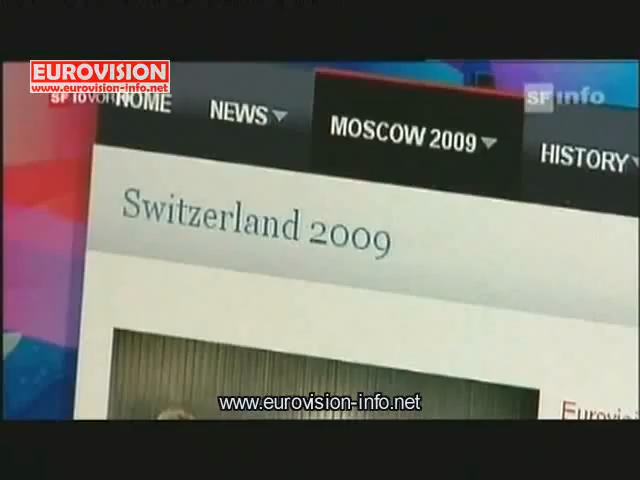 EUROVISION
www.eurovision-info.net
SF info
HOME
NEWS
MOSCOW 2009
HISTORY
Switzerland 2009
www.eurovision-info.net